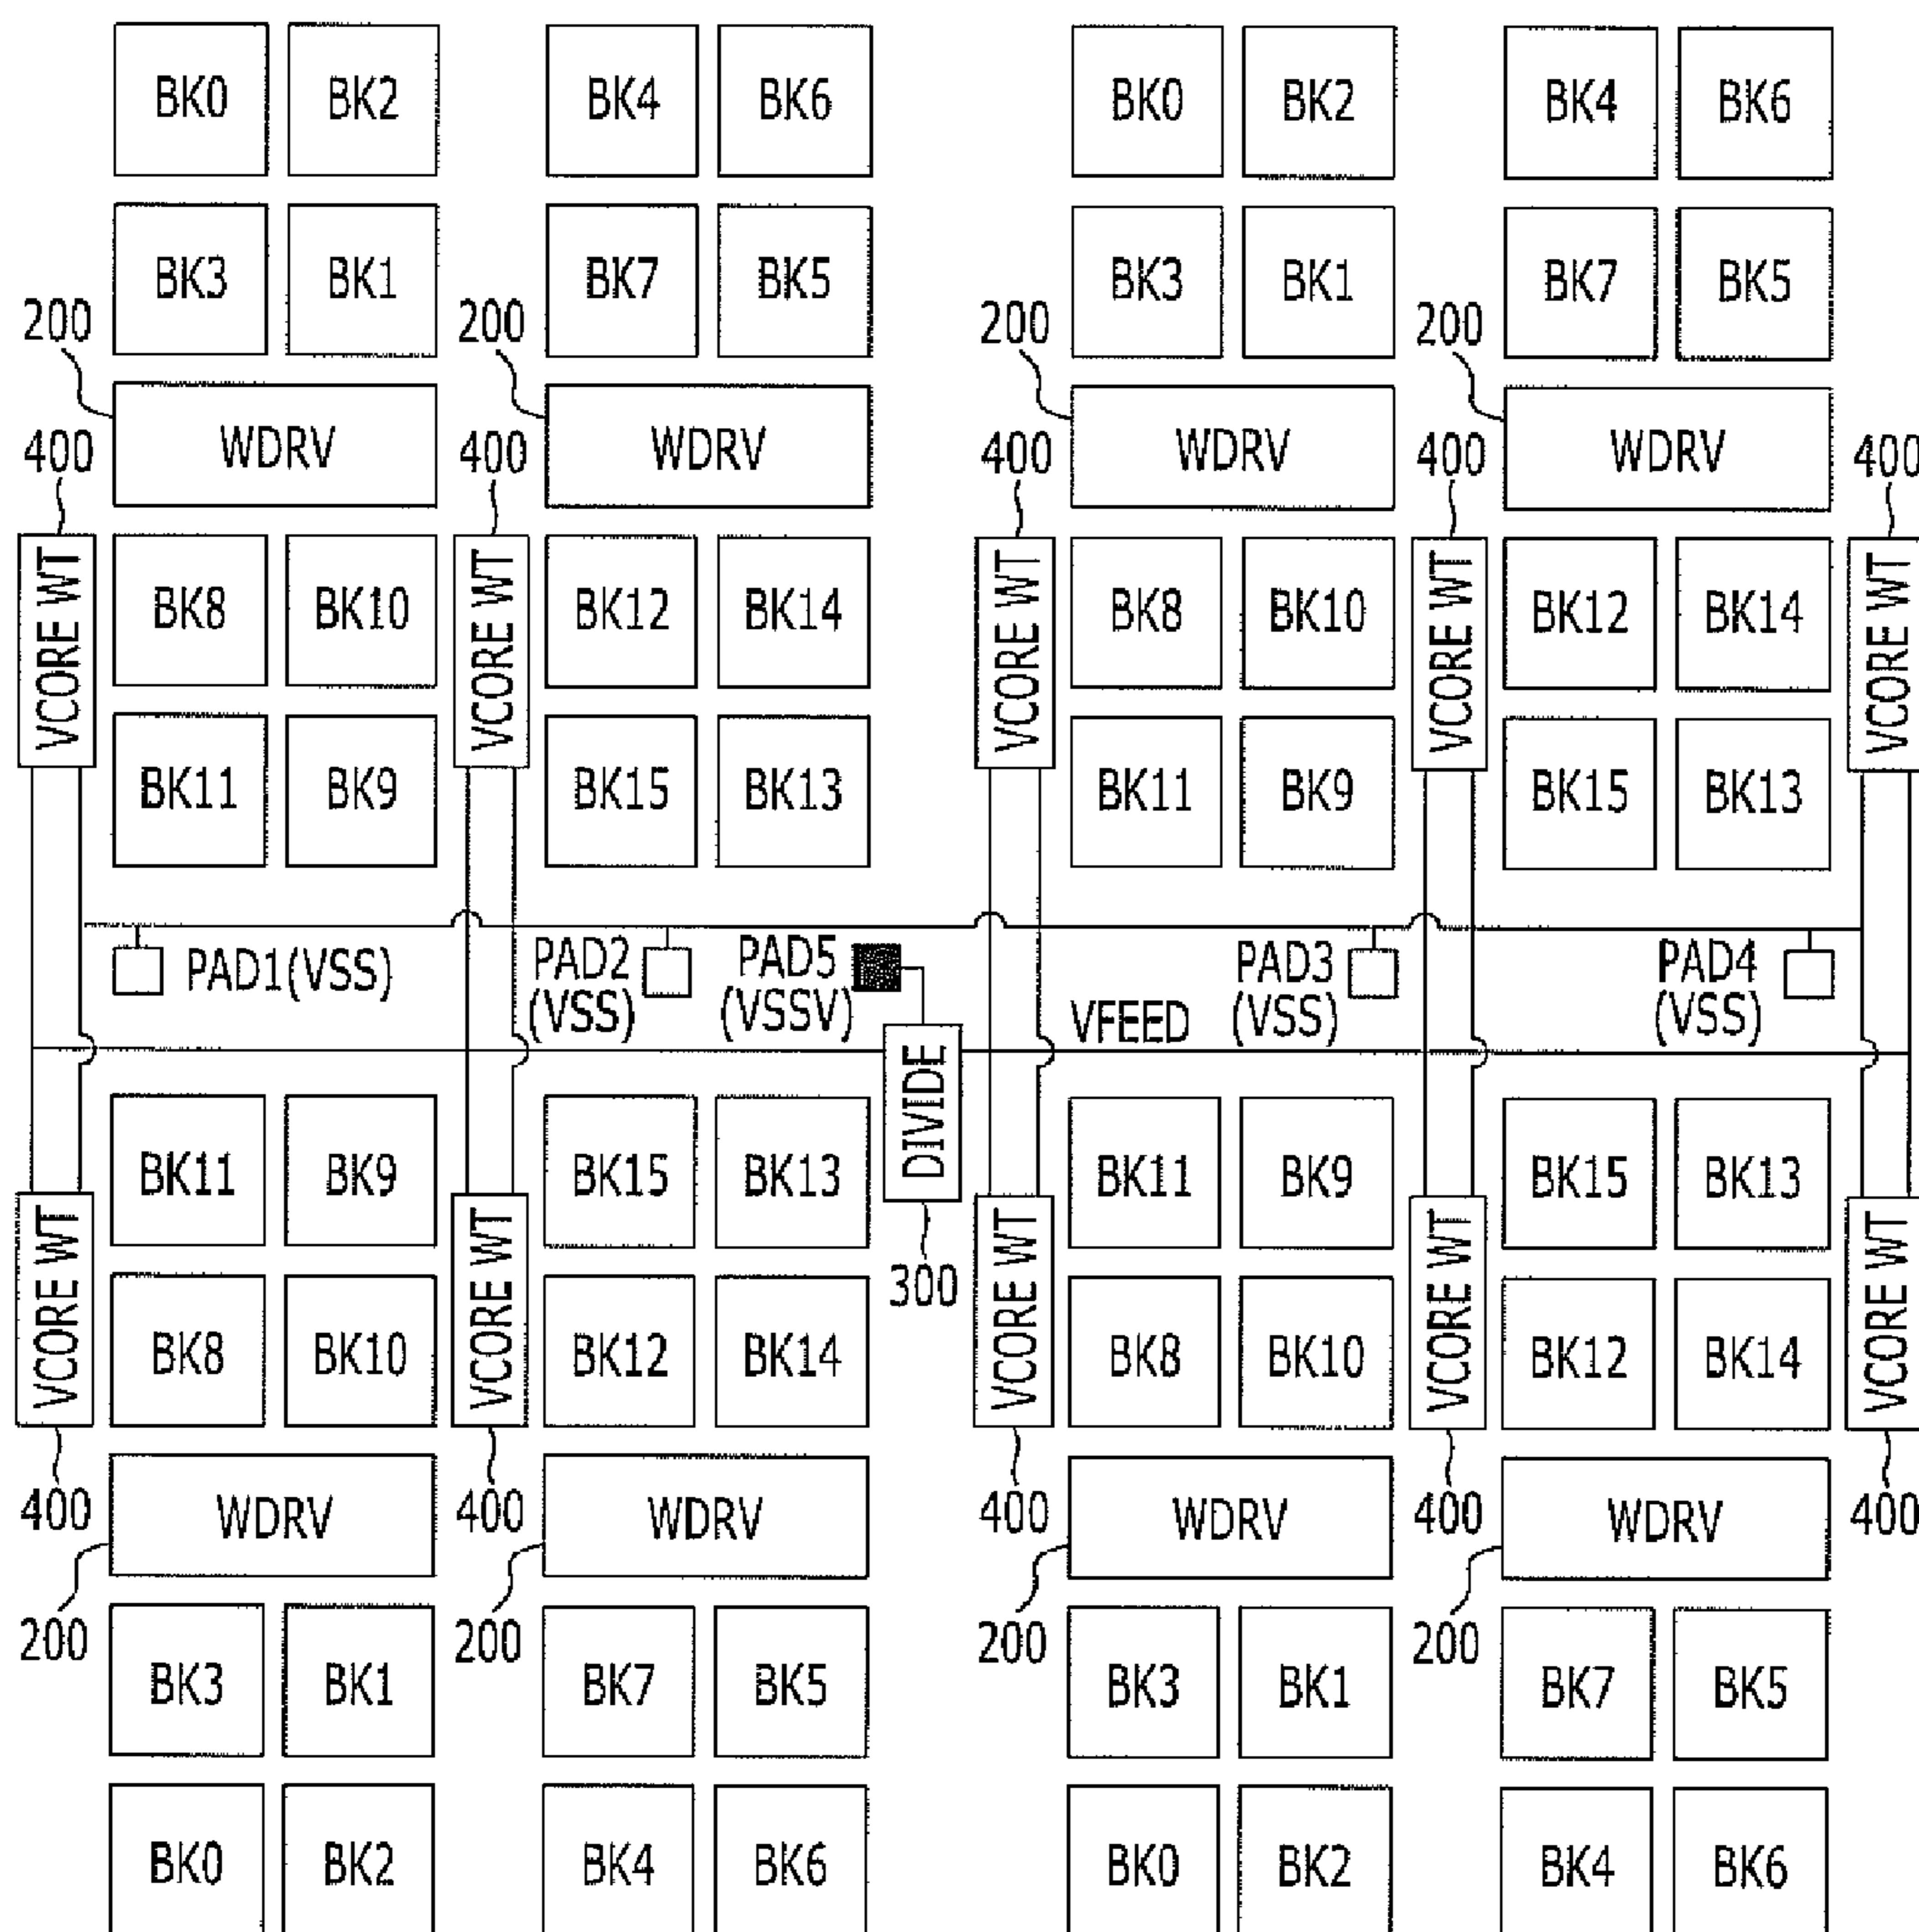 BK0 BK2 BK4 BK6 BK0 BK2 BK4 BK6
BK3 BK1 BK7 BK5 BK3 BK1 BK7 BK5
200 200 200 200
WDRV WDRV WDRV WDRV
400 400 400 400 400
VCORE WT VCORE WT VCORE WT VCORE WT VCORE WT
BK8 BK10 BK12 BK14 BK8 BK10 BK12 BK14
BK11 BK9 BK15 BK13 BK11 BK9 BK15 BK13
PAD1(VSS)
PAD2
(VSS)
PAD5
(VSSV)
PAD3
(VSS)
PAD4
(VSS)
VFEED
DIVIDE
300
BK11 BK9 BK15 BK13 BK11 BK9 BK15 BK13
VCORE WT VCORE WT VCORE WT VCORE WT VCORE WT
BK8 BK10 BK12 BK14 BK8 BK10 BK12 BK14
400 400 400 400 400
WDRV WDRV WDRV WDRV
200 200 200 200
BK3 BK1 BK7 BK5 BK3 BK1 BK7 BK5
BK0 BK2 BK4 BK6 BK0 BK2 BK4 BK6